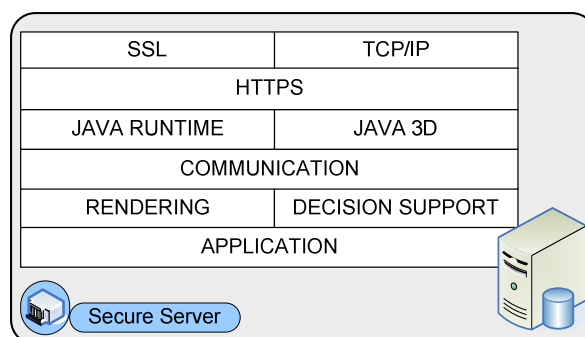 SSL TCP/IP
HTTPS
JAVA RUNTIME JAVA 3D
COMMUNICATION
RENDERING DECISION SUPPORT
APPLICATION
Secure Server